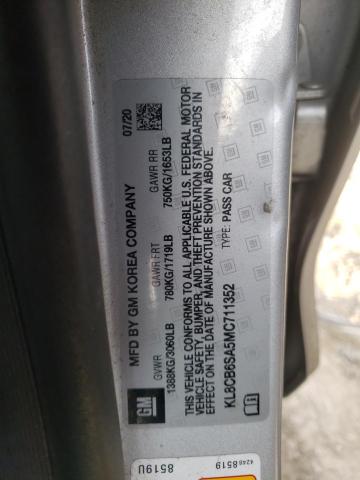 MFD BY GM KOREA COMPANY 07/20
GVWR GAWR FRT GAWR RR
1388KG/3060LB 780KG/1719LB 750KG/1653LB
THIS VEHICLE CONFORMS TO ALL APPLICABLE U.S. FEDERAL MOTOR
VEHICLE SAFETY, BUMPER, AND THEFT PREVENTION STANDARDS IN
EFFECT ON THE DATE OF MANUFACTURE SHOWN ABOVE.
KL8CB6SA5MC711352 TYPE: PASS CAR
GM
42468519
8519U